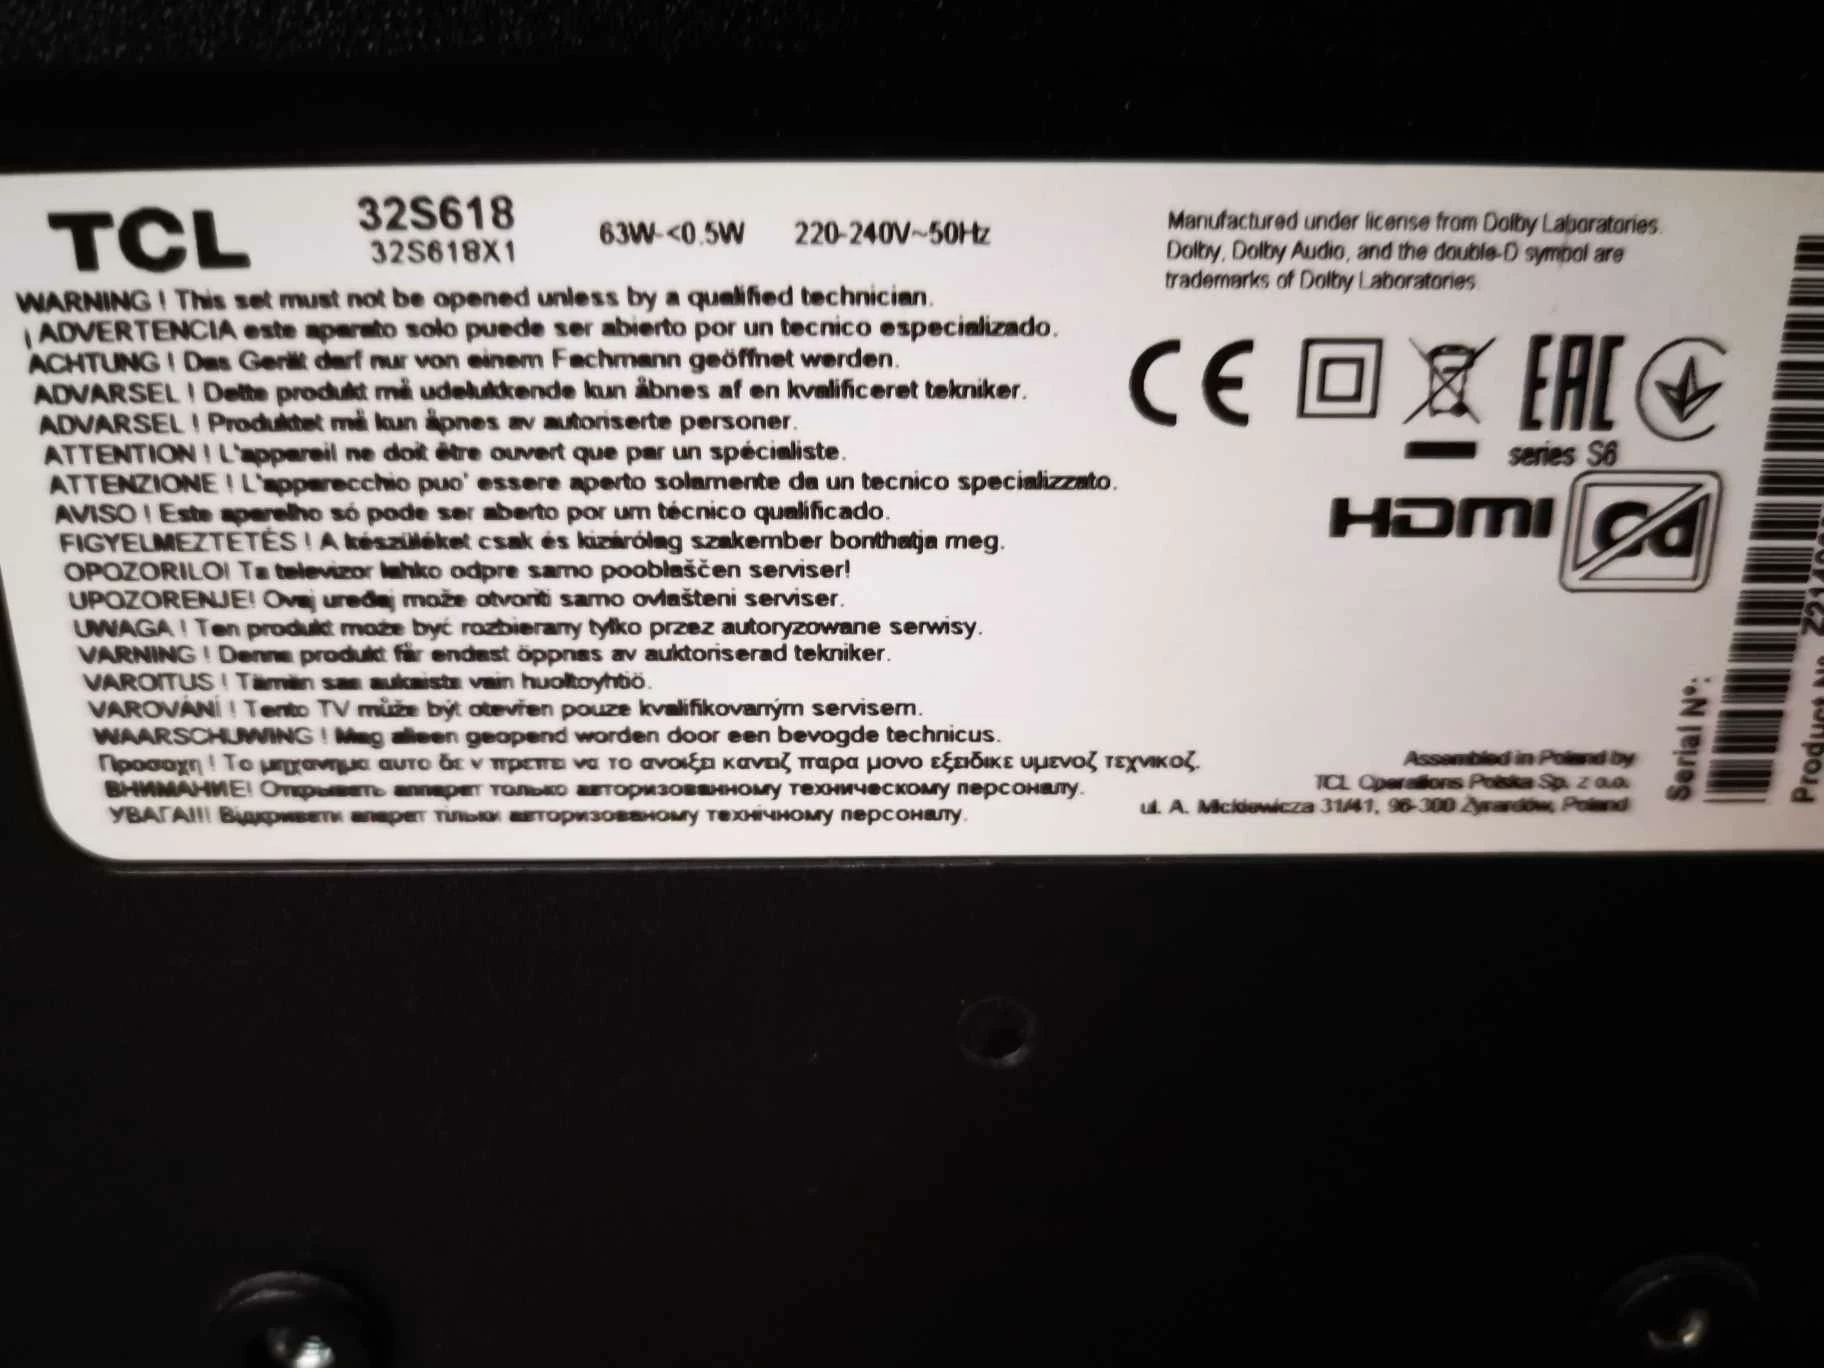 TCL
32S618
32S618X1
63W-<0.5W
220-240V~50Hz
WARNING ! This set must not be opened unless by a qualified technician.
¡ ADVERTENCIA este aparato solo puede ser abierto por un tecnico especializado.
ACHTUNG ! Das Gerät darf nur von einem Fachmann geöffnet werden.
ADVARSEL ! Dette produkt må udelukkende kun åbnes af en kvalificeret tekniker.
ADVARSEL ! Produktet må kun åpnes av autoriserte personer.
ATTENTION ! L'appareil ne doit être ouvert que par un spécialiste.
ATTENZIONE ! L'apparecchio puo' essere aperto solamente da un tecnico specializzato.
AVISO ! Este aparelho só pode ser aberto por um técnico qualificado.
FIGYELMEZTETÉS ! A készüléket csak és kizárólag szakember bonthatja meg.
OPOZORILO! Ta televizor lahko odpre samo pooblaščen serviser!
UPOZORENJE! Ovaj uređaj može otvoriti samo ovlašteni serviser.
UWAGA ! Ten produkt może być rozbierany tylko przez autoryzowane serwisy.
VARNING ! Denna produkt får endast öppnas av auktoriserad tekniker.
VAROITUS ! Tämän saa aukaista vain huoltoyhtiö.
VAROVÁNÍ ! Tento TV může být otevřen pouze kvalifikovaným servisem.
WAARSCHUWING ! Mag alleen geopend worden door een bevogde technicus.
Προσοχη ! Το μηχανημα αυτο δε ν πρεπει να το ανοιξει κανειζ παρα μονο εξειδικε υμενοζ τεχνικοζ.
ВНИМАНИЕ! Открывать аппарат только авторизованному техническому персоналу.
УВАГА!!! Відкривати апарат тільки авторизованому технічному персоналу.
Manufactured under license from Dolby Laboratories.
Dolby, Dolby Audio, and the double-D sympol are
trademarks of Dolby Laboratories.
CE
EAC
series S6
HDMI
Assembled in Poland by
TCL Operations Polska Sp. z o.o.
ul. A. Mickiewicza 31/41, 96-300 Żyrardów, Poland
Serial N°:
Product